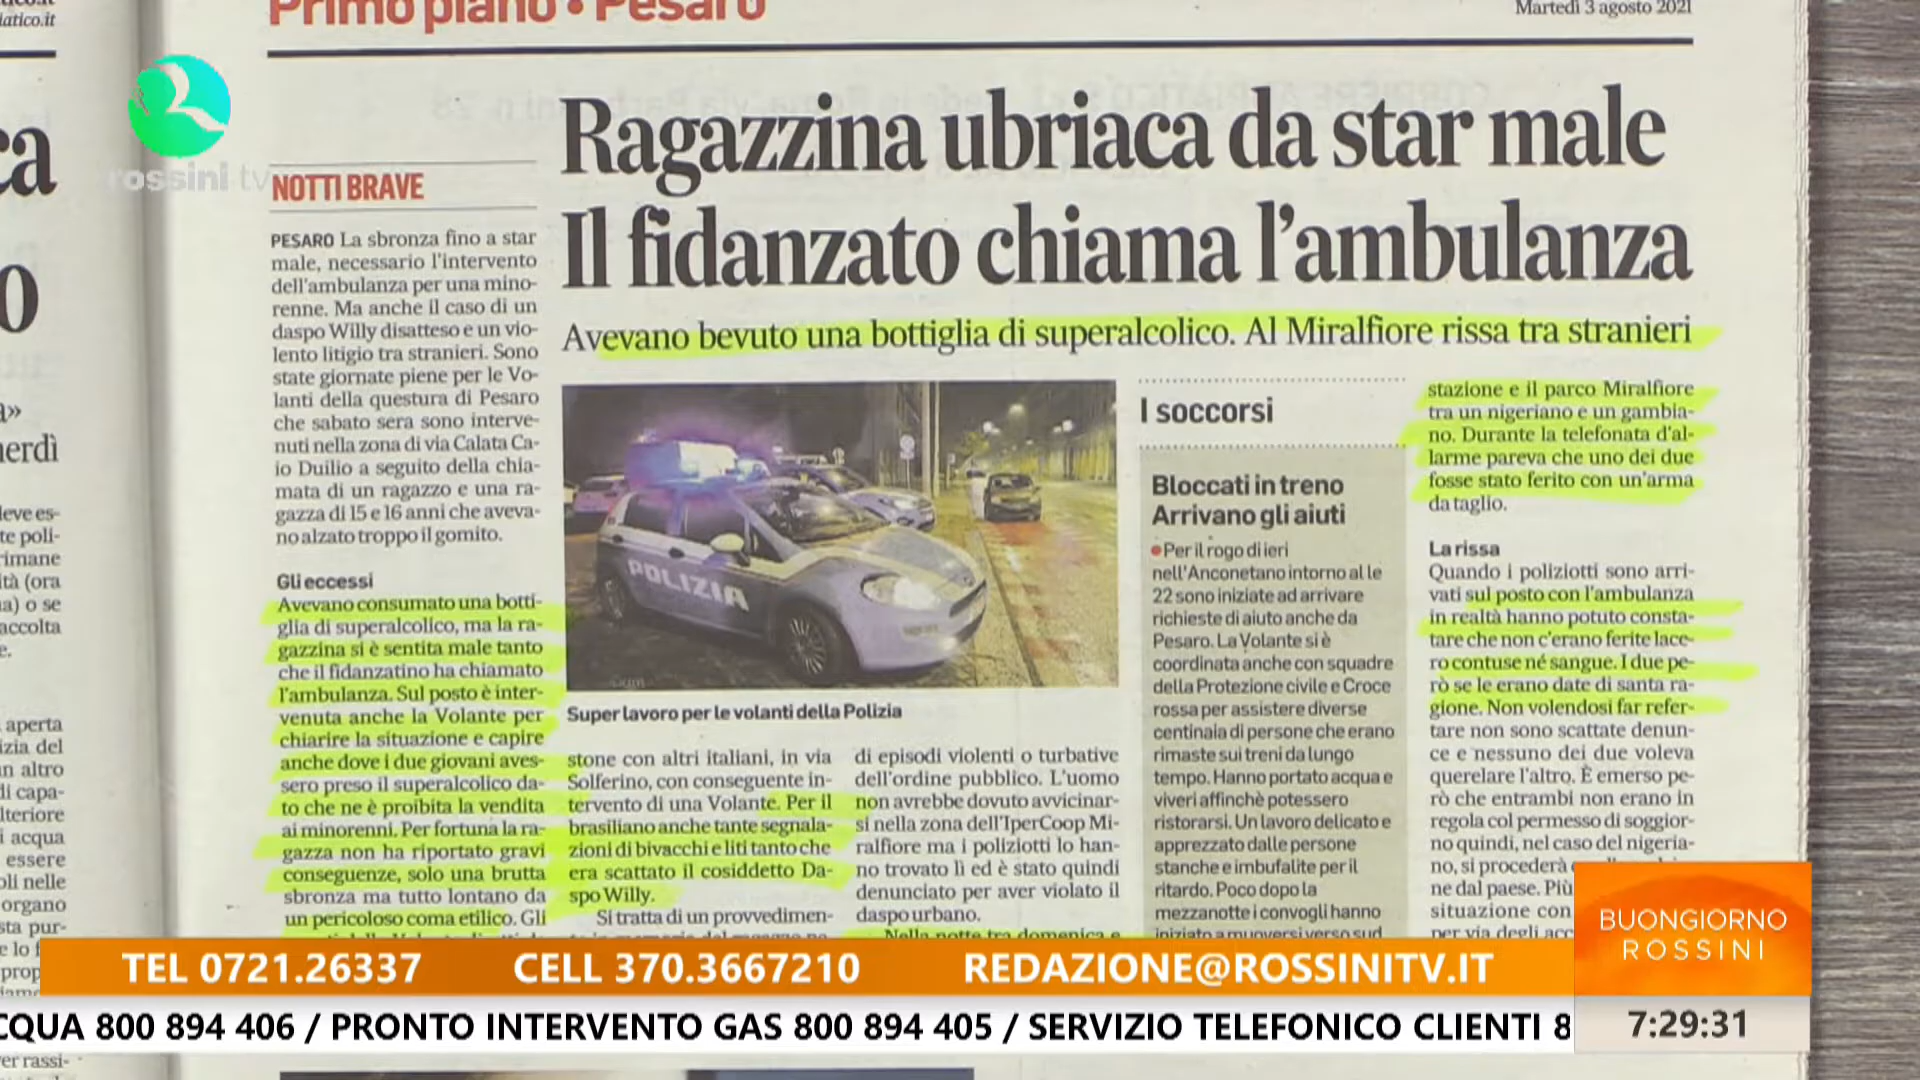 iatico.it
Primo piano • Pesaro
Martedì 3 agosto 2021
rossini tv
NOTTI BRAVE
Ragazzina ubriaca da star male
Il fidanzato chiama l'ambulanza
Avevano bevuto una bottiglia di superalcolico. Al Miralfiore rissa tra stranieri
PESARO La sbronza fino a star
male, necessario l'intervento
dell'ambulanza per una mino-
renne. Ma anche il caso di un
daspo Willy disatteso e un vio-
lento litigio tra stranieri. Sono
state giornate piene per le Vo-
lanti della questura di Pesaro
che sabato sera sono interve-
nuti nella zona di via Calata Ca-
io Duilio a seguito della chia-
mata di un ragazzo e una ra-
gazza di 15 e 16 anni che aveva-
no alzato troppo il gomito.
Gli eccessi
Avevano consumato una botti-
glia di superalcolico, ma la ra-
gazzina si è sentita male tanto
che il fidanzatino ha chiamato
l'ambulanza. Sul posto è inter-
venuta anche la Volante per
chiarire la situazione e capire
anche dove i due giovani aves-
sero preso il superalcolico da-
to che ne è proibita la vendita
ai minorenni. Per fortuna la ra-
gazza non ha riportato gravi
conseguenze, solo una brutta
sbronza ma tutto lontano da
un pericoloso coma etilico. Gli
POLIZIA
Super lavoro per le volanti della Polizia
stone con altri italiani, in via
Solferino, con conseguente in-
tervento di una Volante. Per il
brasiliano anche tante segnala-
zioni di bivacchi e liti tanto che
era scattato il cosiddetto Da-
spo Willy.
Si tratta di un provvedimen-
di episodi violenti o turbative
dell'ordine pubblico. L'uomo
non avrebbe dovuto avvicinar-
si nella zona dell'IperCoop Mi-
ralfiore ma i poliziotti lo han-
no trovato lì ed è stato quindi
denunciato per aver violato il
daspo urbano.
Nella notte tra domenica e
I soccorsi
Bloccati in treno
Arrivano gli aiuti
•Per il rogo di ieri
nell'Anconetano intorno al le
22 sono iniziate ad arrivare
richieste di aiuto anche da
Pesaro. La Volante si è
coordinata anche con squadre
della Protezione civile e Croce
rossa per assistere diverse
centinaia di persone che erano
rimaste sui treni da lungo
tempo. Hanno portato acqua e
viveri affinchè potessero
ristorarsi. Un lavoro delicato e
apprezzato dalle persone
stanche e imbufalite per il
ritardo. Poco dopo la
mezzanotte i convogli hanno
iniziato a muoversi verso sud
stazione e il parco Miralfiore
tra un nigeriano e un gambia-
no. Durante la telefonata d'al-
larme pareva che uno dei due
fosse stato ferito con un'arma
da taglio.
La rissa
Quando i poliziotti sono arri-
vati sul posto con l'ambulanza
in realtà hanno potuto consta-
tare che non c'erano ferite lace-
ro contuse né sangue. I due pe-
rò se le erano date di santa ra-
gione. Non volendosi far refer-
tare non sono scattate denun-
ce e nessuno dei due voleva
querelare l'altro. È emerso pe-
rò che entrambi non erano in
regola col permesso di soggior-
no quindi, nel caso del nigeria-
no, si procederà
ne dal paese. Più
situazione con
per via degli acc
TEL 0721.26337 CELL 370.3667210 REDAZIONE@ROSSINITV.IT
BUONGIORNO
ROSSINI
CQUA 800 894 406 / PRONTO INTERVENTO GAS 800 894 405 / SERVIZIO TELEFONICO CLIENTI 8
7:29:31